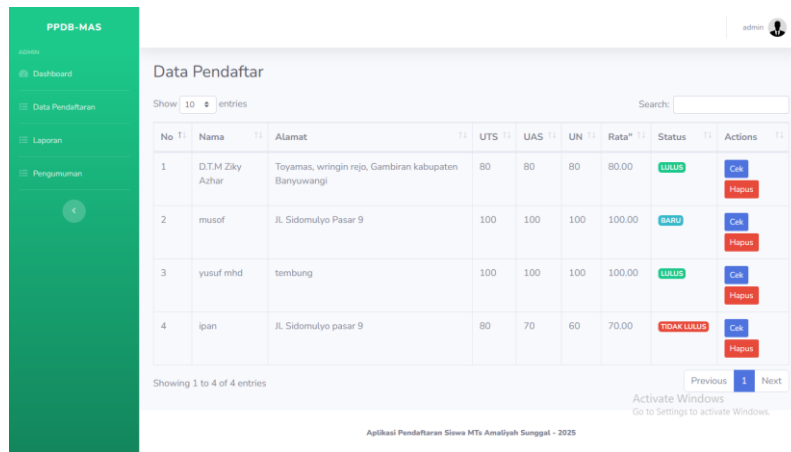 PPDB-MAS
admin
ADMIN
Dashboard
Data Pendaftaran
Laporan
Pengumuman
Data Pendaftar
Show 10 entries
Search:
No Nama Alamat UTS UAS UN Rata" Status Actions
1 D.T.M Ziky Azhar Toyamas, wringin rejo, Gambiran kabupaten Banyuwangi 80 80 80 80.00 LULUS Cek Hapus
2 musof Jl. Sidomulyo Pasar 9 100 100 100 100.00 BARU Cek Hapus
3 yusuf mhd tembung 100 100 100 100.00 LULUS Cek Hapus
4 ipan Jl. Sidomulyo pasar 9 80 70 60 70.00 TIDAK LULUS Cek Hapus
Showing 1 to 4 of 4 entries
Previous 1 Next
Activate Windows
Go to Settings to activate Windows.
Aplikasi Pendaftaran Siswa MTs Amaliyah Sunggal - 2025